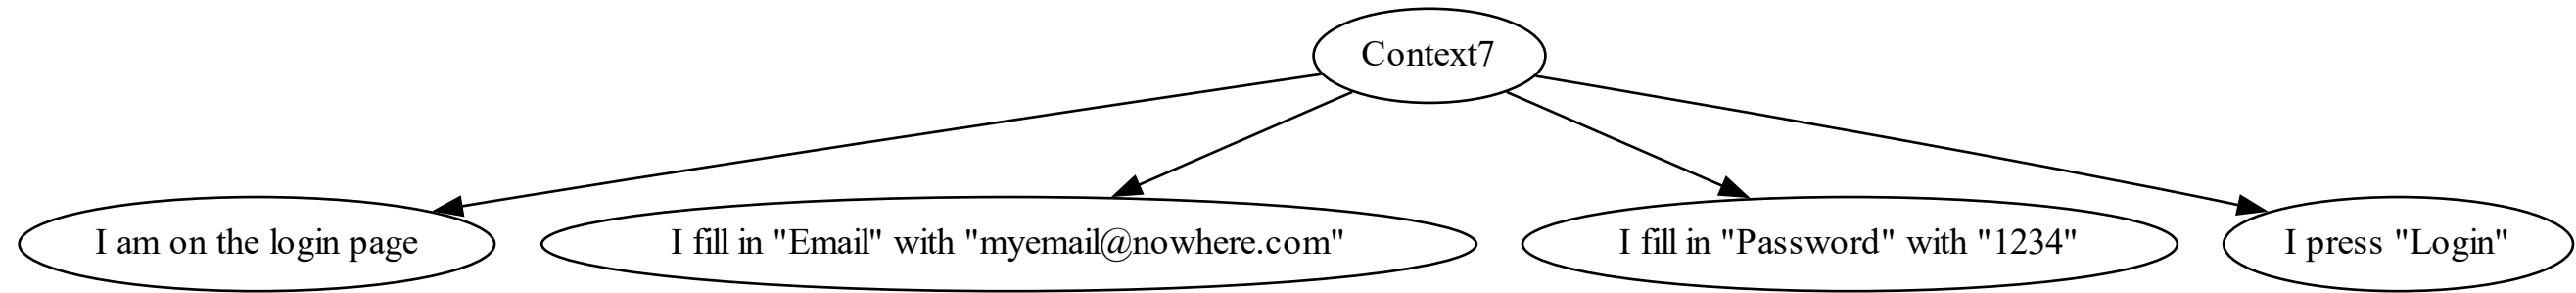 Context7
I am on the login page
I fill in "Email" with "myemail@nowhere.com"
I fill in "Password" with "1234"
I press "Login"